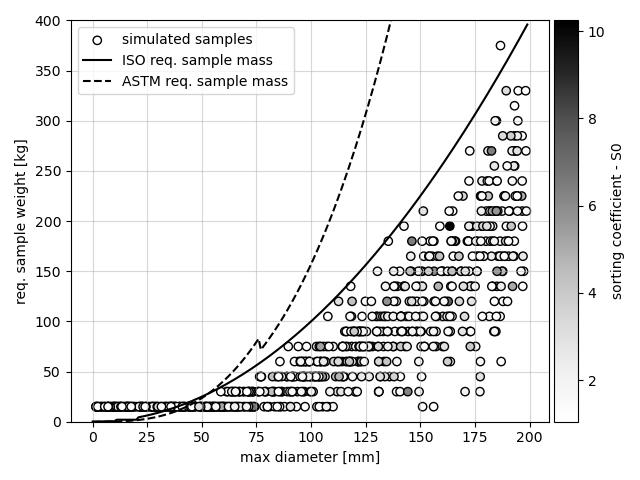 simulated samples
ISO req. sample mass
ASTM req. sample mass
req. sample weight [kg]
400
350
300
250
200
150
100
50
0
0 25 50 75 100 125 150 175 200
max diameter [mm]
10
8
6
4
2
sorting coefficient - S0